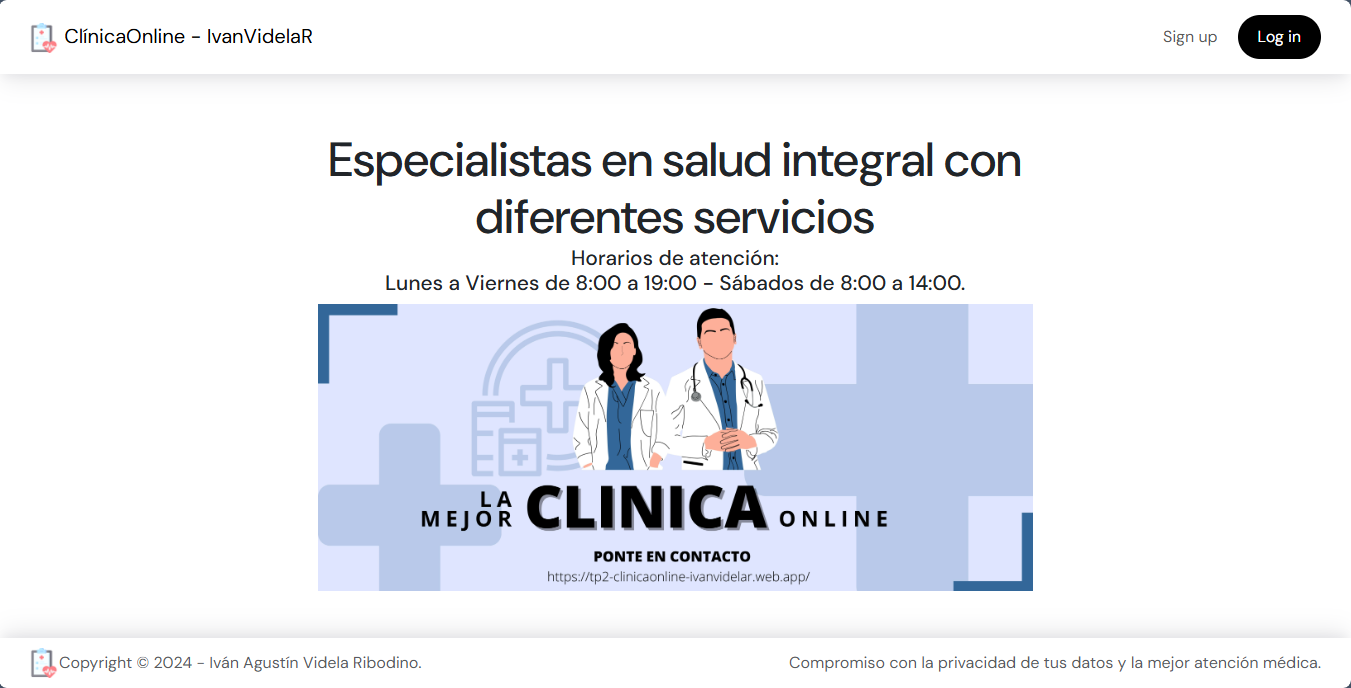 ClínicaOnline - IvanVidelaR
Sign up
Log in
Especialistas en salud integral con
diferentes servicios
Horarios de atención:
Lunes a Viernes de 8:00 a 19:00 - Sábados de 8:00 a 14:00.
LA
MEJOR CLINICA ONLINE
PONTE EN CONTACTO
https://tp2-clinicaonline-ivanvidelar.web.app/
Copyright © 2024 - Iván Agustín Videla Ribodino.
Compromiso con la privacidad de tus datos y la mejor atención médica.